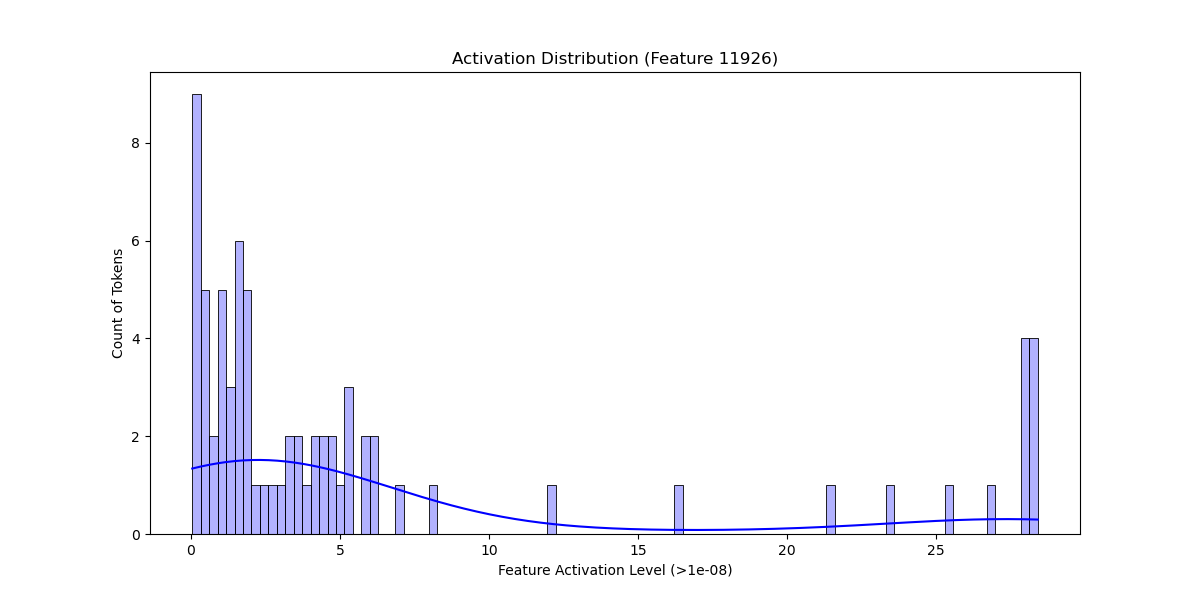 Activation Distribution (Feature 11926)
8
6
4
2
0
Count of Tokens
0 5 10 15 20 25
Feature Activation Level (>1e-08)